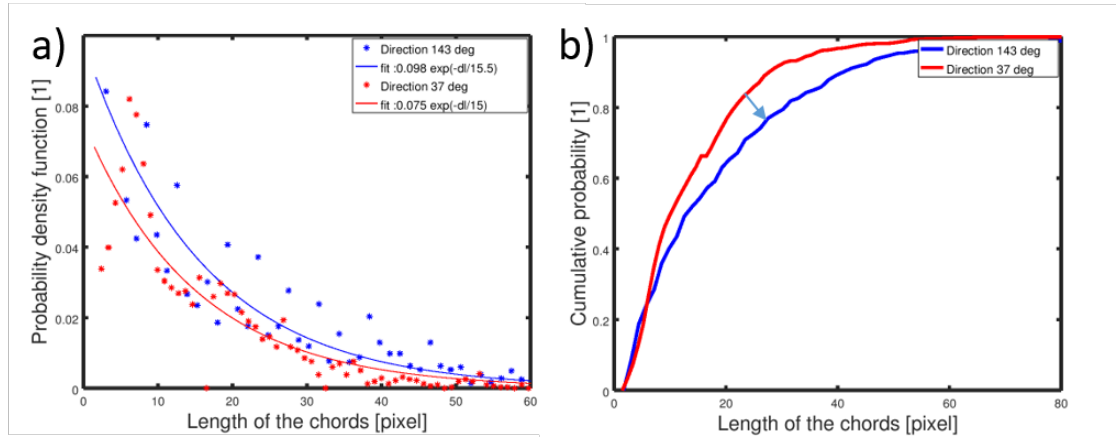 a)
Direction 143 deg
fit :0.098 exp(-dl/15.5)
Direction 37 deg
fit :0.075 exp(-dl/15)
Probability density function [1]
0.08
0.06
0.04
0.02
0
0 10 20 30 40 50 60
Length of the chords [pixel]
b)
Direction 143 deg
Direction 37 deg
Cumulative probability [1]
1
0.8
0.6
0.4
0.2
0
0 20 40 60 80
Length of the chords [pixel]